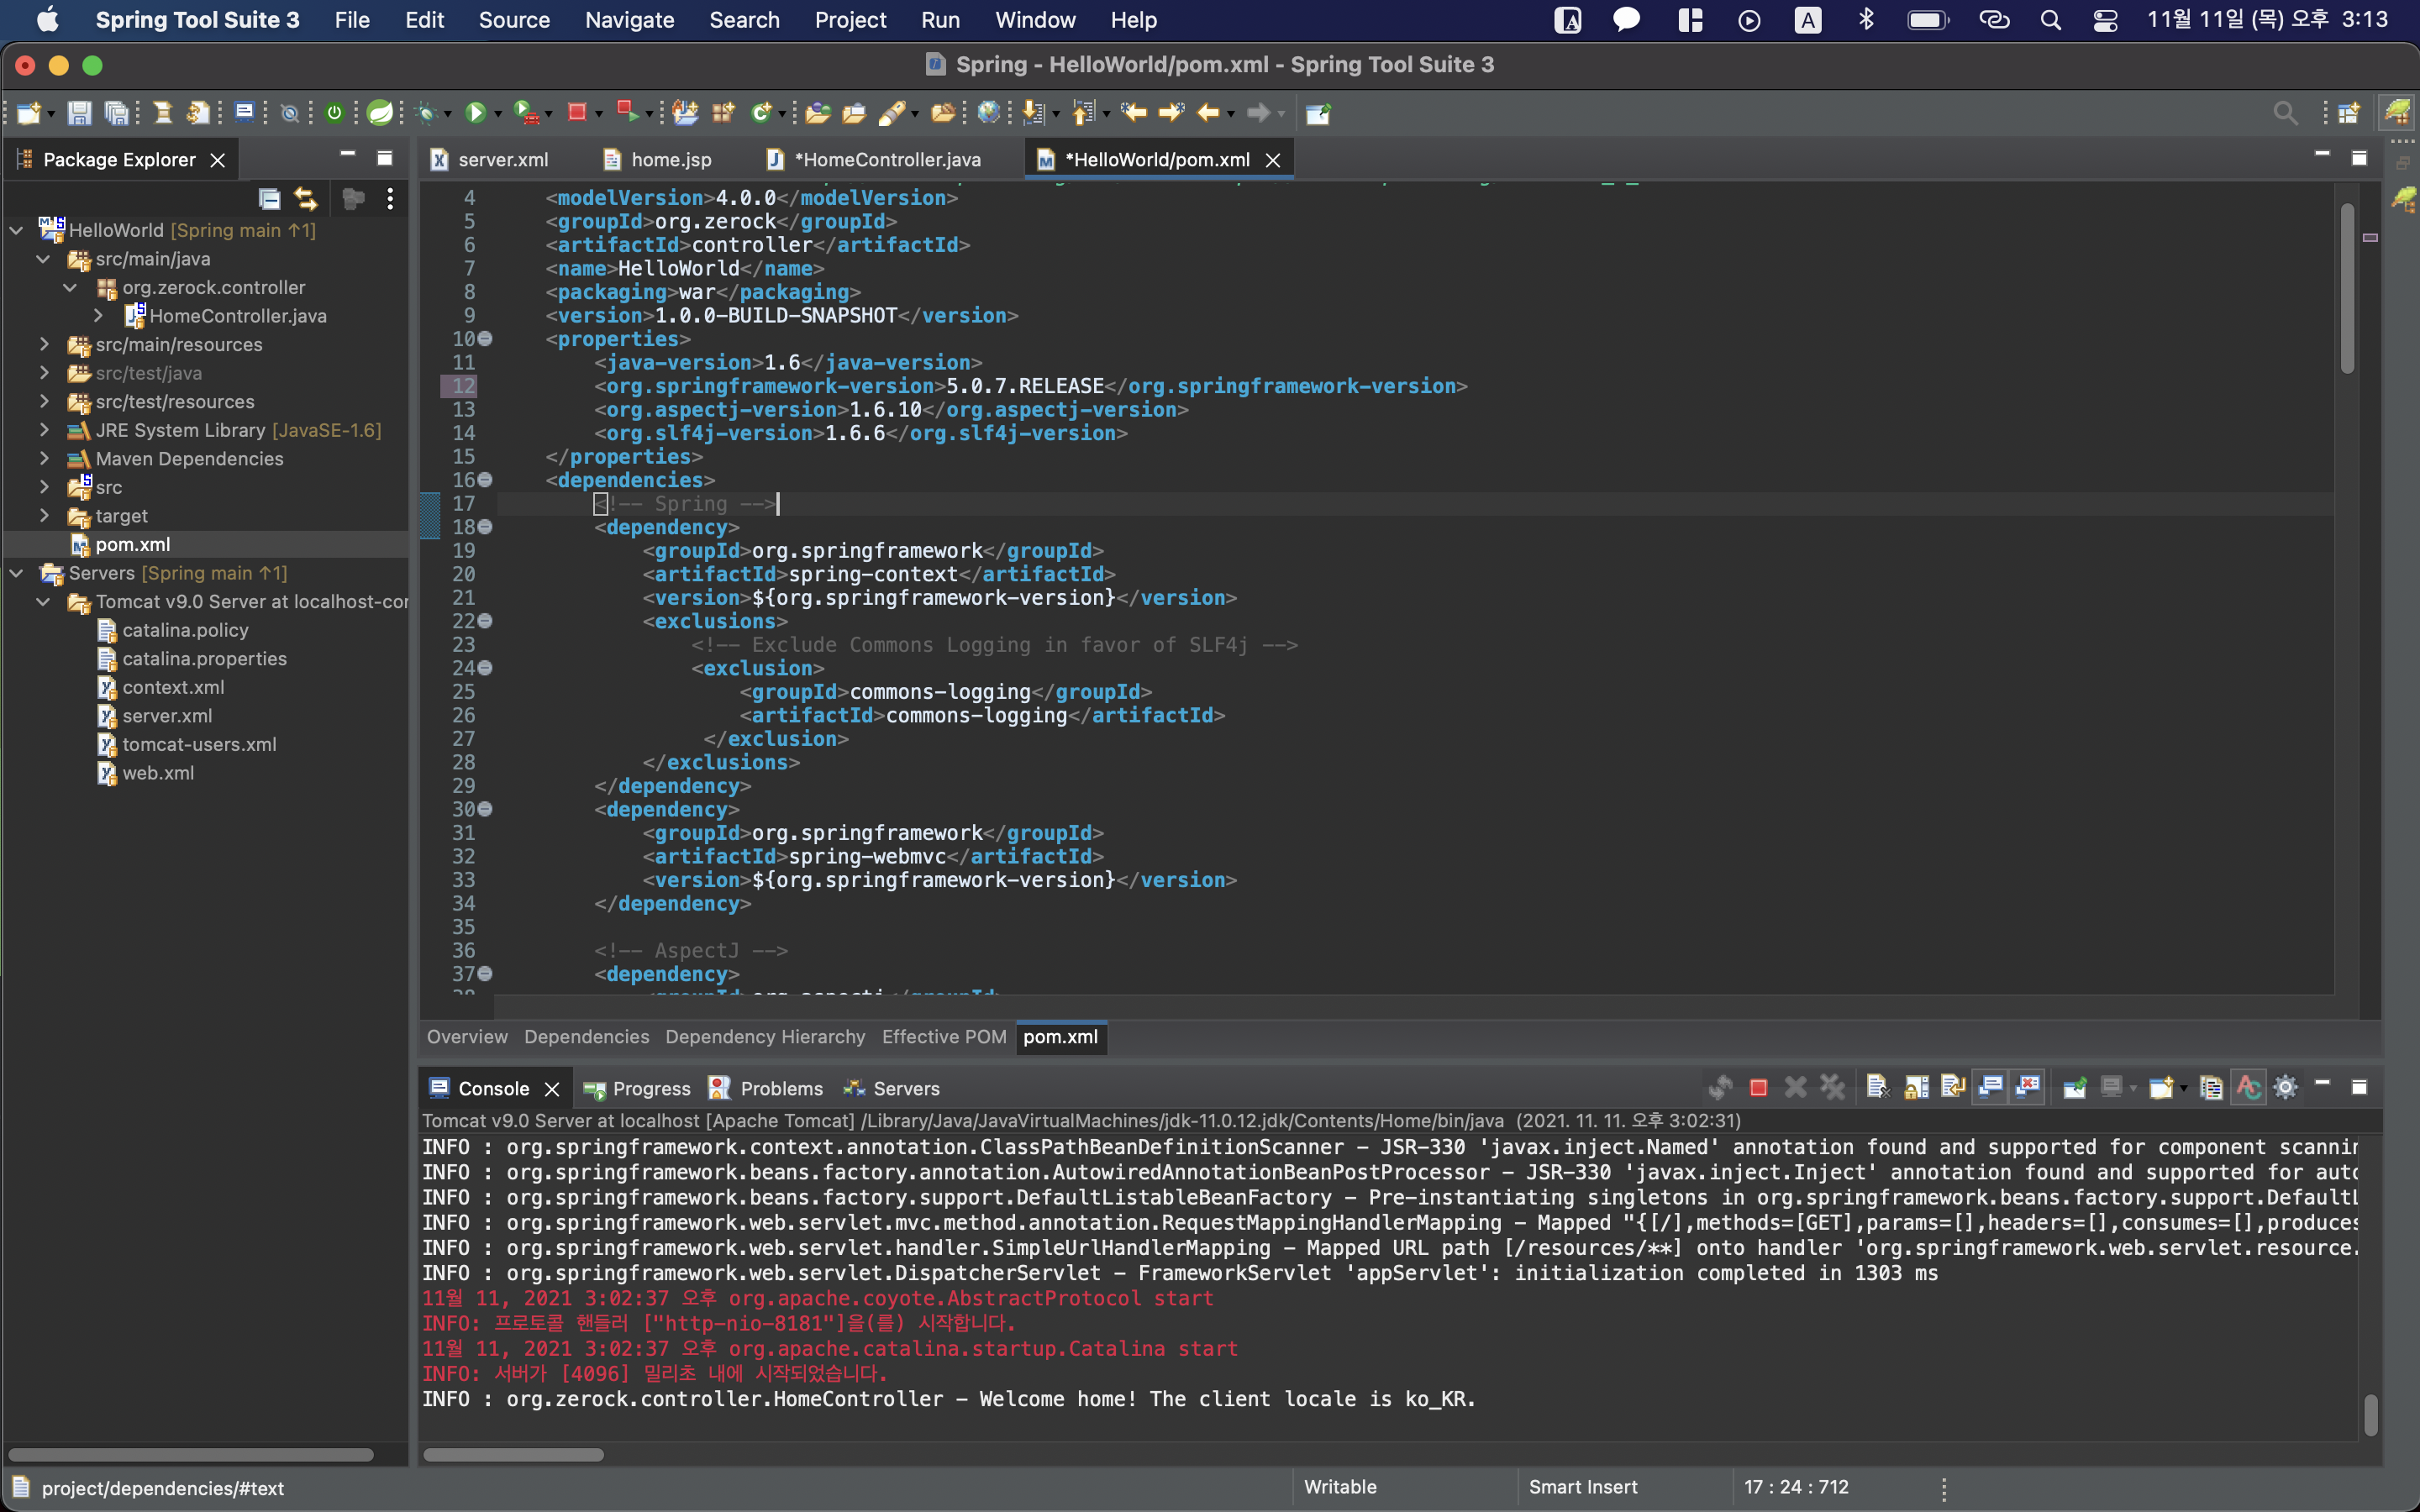 Spring Tool Suite 3 File Edit Source Navigate Search Project Run Window Help A A 11월 11일 (목) 오후 3:13
Spring - HelloWorld/pom.xml - Spring Tool Suite 3
Package Explorer
HelloWorld [Spring main ↑1]
src/main/java
org.zerock.controller
HomeController.java
src/main/resources
src/test/java
src/test/resources
JRE System Library [JavaSE-1.6]
Maven Dependencies
src
target
pom.xml
Servers [Spring main ↑1]
Tomcat v9.0 Server at localhost-cor
catalina.policy
catalina.properties
context.xml
server.xml
tomcat-users.xml
web.xml
server.xml home.jsp *HomeController.java *HelloWorld/pom.xml
4 <modelVersion>4.0.0</modelVersion>
5 <groupId>org.zerock</groupId>
6 <artifactId>controller</artifactId>
7 <name>HelloWorld</name>
8 <packaging>war</packaging>
9 <version>1.0.0-BUILD-SNAPSHOT</version>
10 <properties>
11 <java-version>1.6</java-version>
12 <org.springframework-version>5.0.7.RELEASE</org.springframework-version>
13 <org.aspectj-version>1.6.10</org.aspectj-version>
14 <org.slf4j-version>1.6.6</org.slf4j-version>
15 </properties>
16 <dependencies>
17 <!-- Spring -->
18 <dependency>
19 <groupId>org.springframework</groupId>
20 <artifactId>spring-context</artifactId>
21 <version>${org.springframework-version}</version>
22 <exclusions>
23 <!-- Exclude Commons Logging in favor of SLF4j -->
24 <exclusion>
25 <groupId>commons-logging</groupId>
26 <artifactId>commons-logging</artifactId>
27 </exclusion>
28 </exclusions>
29 </dependency>
30 <dependency>
31 <groupId>org.springframework</groupId>
32 <artifactId>spring-webmvc</artifactId>
33 <version>${org.springframework-version}</version>
34 </dependency>
35
36 <!-- AspectJ -->
37 <dependency>
Overview Dependencies Dependency Hierarchy Effective POM pom.xml
Console Progress Problems Servers
Tomcat v9.0 Server at localhost [Apache Tomcat] /Library/Java/JavaVirtualMachines/jdk-11.0.12.jdk/Contents/Home/bin/java (2021. 11. 11. 오후 3:02:31)
INFO : org.springframework.context.annotation.ClassPathBeanDefinitionScanner - JSR-330 'javax.inject.Named' annotation found and supported for component scannin
INFO : org.springframework.beans.factory.annotation.AutowiredAnnotationBeanPostProcessor - JSR-330 'javax.inject.Inject' annotation found and supported for auto
INFO : org.springframework.beans.factory.support.DefaultListableBeanFactory - Pre-instantiating singletons in org.springframework.beans.factory.support.DefaultL
INFO : org.springframework.web.servlet.mvc.method.annotation.RequestMappingHandlerMapping - Mapped "{[/],methods=[GET],params=[],headers=[],consumes=[],produces
INFO : org.springframework.web.servlet.handler.SimpleUrlHandlerMapping - Mapped URL path [/resources/**] onto handler 'org.springframework.web.servlet.resource.
INFO : org.springframework.web.servlet.DispatcherServlet - FrameworkServlet 'appServlet': initialization completed in 1303 ms
11월 11, 2021 3:02:37 오후 org.apache.coyote.AbstractProtocol start
INFO: 프로토콜 핸들러 ["http-nio-8181"]을(를) 시작합니다.
11월 11, 2021 3:02:37 오후 org.apache.catalina.startup.Catalina start
INFO: 서버가 [4096] 밀리초 내에 시작되었습니다.
INFO : org.zerock.controller.HomeController - Welcome home! The client locale is ko_KR.
project/dependencies/#text Writable Smart Insert 17 : 24 : 712